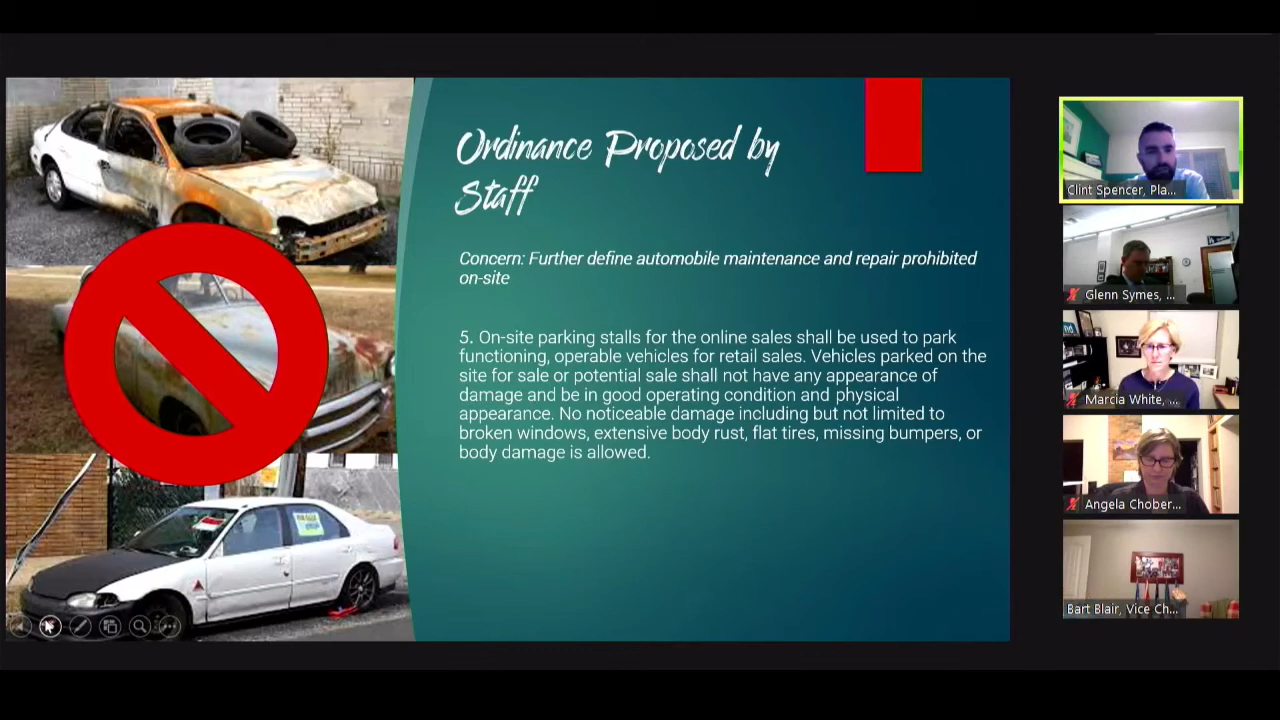 Ordinance Proposed by
Staff
Concern: Further define automobile maintenance and repair prohibited
on-site
5. On-site parking stalls for the online sales shall be used to park
functioning, operable vehicles for retail sales. Vehicles parked on the
site for sale or potential sale shall not have any appearance of
damage and be in good operating condition and physical
appearance. No noticeable damage including but not limited to
broken windows, extensive body rust, flat tires, missing bumpers, or
body damage is allowed.
Clint Spencer, Pla...
Glenn Symes, ...
Marcia White, ...
Angela Chober...
Bart Blair, Vice Ch...